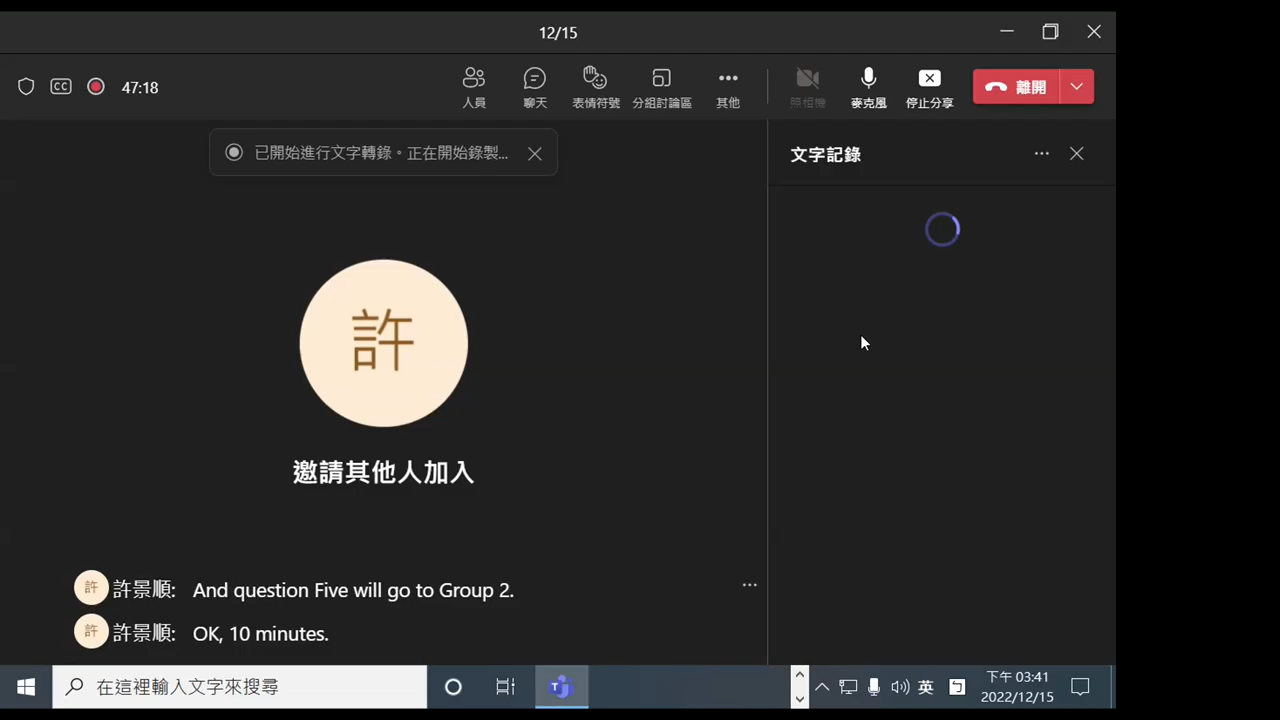 12/15
47:18
CC
人員
聊天
表情符號
分組討論區
其他
照相機
麥克風
停止分享
離開
已開始進行文字轉錄。正在開始錄製...
文字記錄
許
邀請其他人加入
許 許景順: And question Five will go to Group 2.
許 許景順: OK, 10 minutes.
在這裡輸入文字來搜尋
英
下午 03:41
2022/12/15